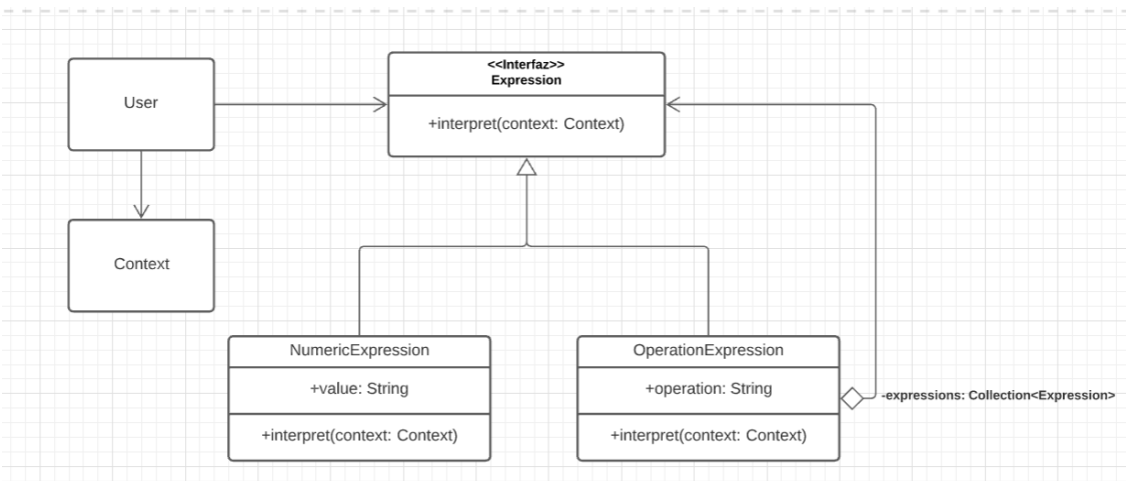 User
<<Interfaz>>
Expression
+interpret(context: Context)
Context
NumericExpression
+value: String
+interpret(context: Context)
OperationExpression
+operation: String
+interpret(context: Context)
-expressions: Collection<Expression>